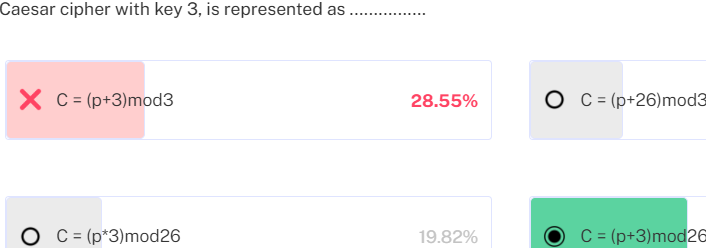 Caesar cipher with key 3, is represented as ................
C = (p+3)mod3 28.55%
C = (p+26)mod3
C = (p*3)mod26 19.82%
C = (p+3)mod26